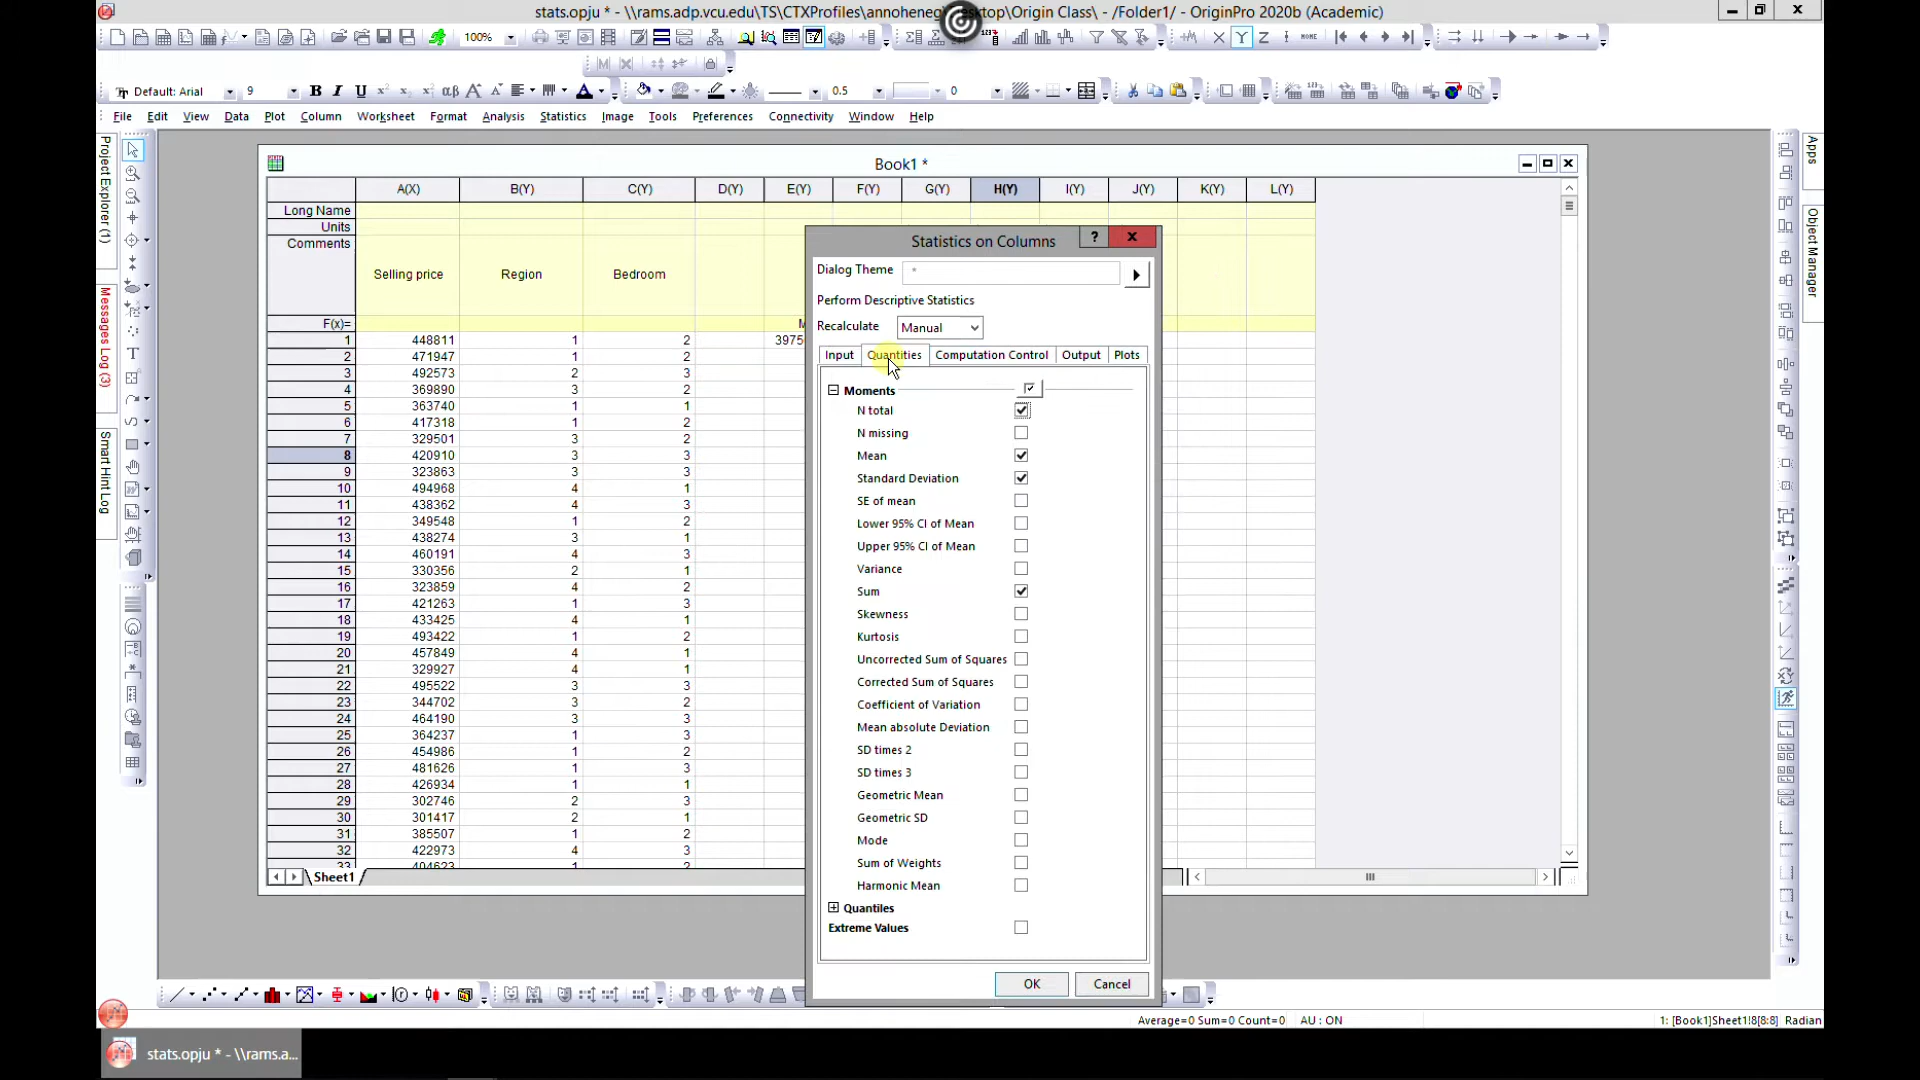 stats.opju * - \\rams.adp.vcu.edu\TS\CTXProfiles\annoheneg\Desktop\Origin Class\ - /Folder1/ - OriginPro 2020b (Academic)
100%
Default: Arial 9 B I U αβ A A A 0.5 0
File Edit View Data Plot Column Worksheet Format Analysis Statistics Image Tools Preferences Connectivity Window Help
Project Explorer (1)
Messages Log (3)
Smart Hint Log
Apps
Object Manager
Book1 *
A(X) B(Y) C(Y) D(Y) E(Y) F(Y) G(Y) H(Y) I(Y) J(Y) K(Y) L(Y)
Long Name
Units
Comments
Selling price Region Bedroom
F(x)=
1 448811 1 2
2 471947 1 2
3 492573 2 3
4 369890 3 2
5 363740 1 1
6 417318 1 2
7 329501 3 2
8 420910 3 3
9 323863 3 3
10 494968 4 1
11 438362 4 3
12 349548 1 2
13 438274 3 1
14 460191 4 3
15 330356 2 1
16 323859 4 2
17 421263 1 3
18 433425 4 1
19 493422 1 2
20 457849 4 1
21 329927 4 1
22 495522 3 3
23 344702 3 2
24 464190 3 3
25 364237 1 3
26 454986 1 2
27 481626 1 3
28 426934 1 1
29 302746 2 3
30 301417 2 1
31 385507 1 2
32 422973 4 3
33 404623 1 2
Sheet1
Statistics on Columns
? x
Dialog Theme *
Perform Descriptive Statistics
Recalculate Manual
Input Quantities Computation Control Output Plots
Moments
N total
N missing
Mean
Standard Deviation
SE of mean
Lower 95% CI of Mean
Upper 95% CI of Mean
Variance
Sum
Skewness
Kurtosis
Uncorrected Sum of Squares
Corrected Sum of Squares
Coefficient of Variation
Mean absolute Deviation
SD times 2
SD times 3
Geometric Mean
Geometric SD
Mode
Sum of Weights
Harmonic Mean
Quantiles
Extreme Values
OK Cancel
Average=0 Sum=0 Count=0 AU : ON 1: [Book1]Sheet1!8[8:8] Radian
stats.opju * - \\rams.a...